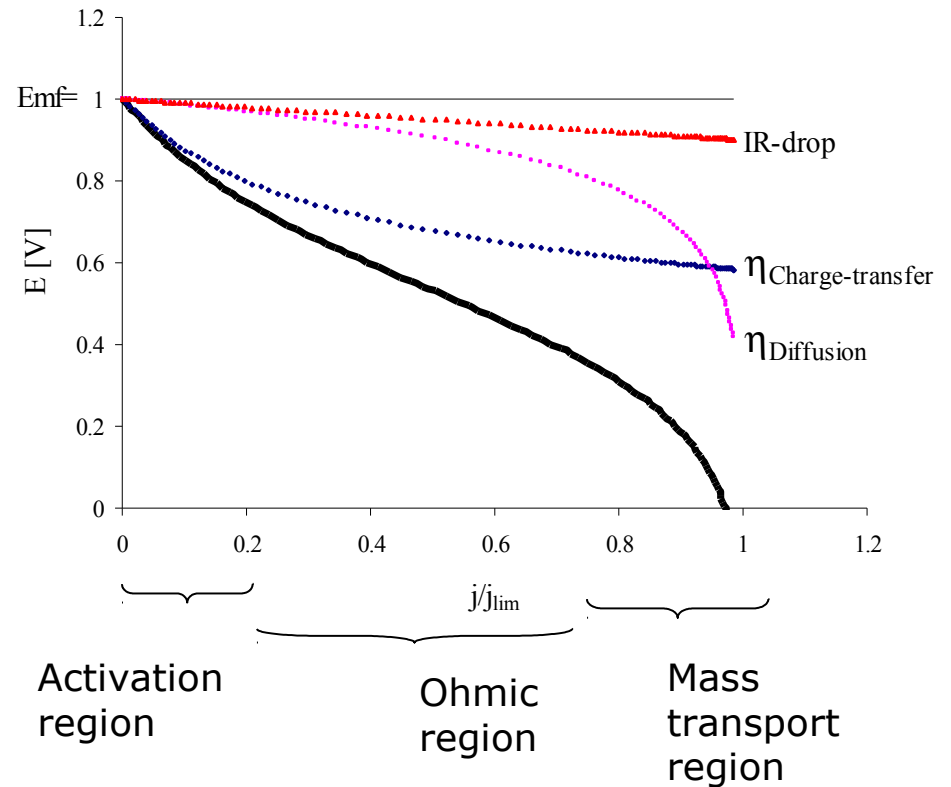 1.2
Emf= 1
IR-drop
0.8
E [V]
0.6
ηCharge-transfer
0.4
ηDiffusion
0.2
0
0 0.2 0.4 0.6 0.8 1 1.2
j/jlim
Activation
region
Ohmic
region
Mass
transport
region